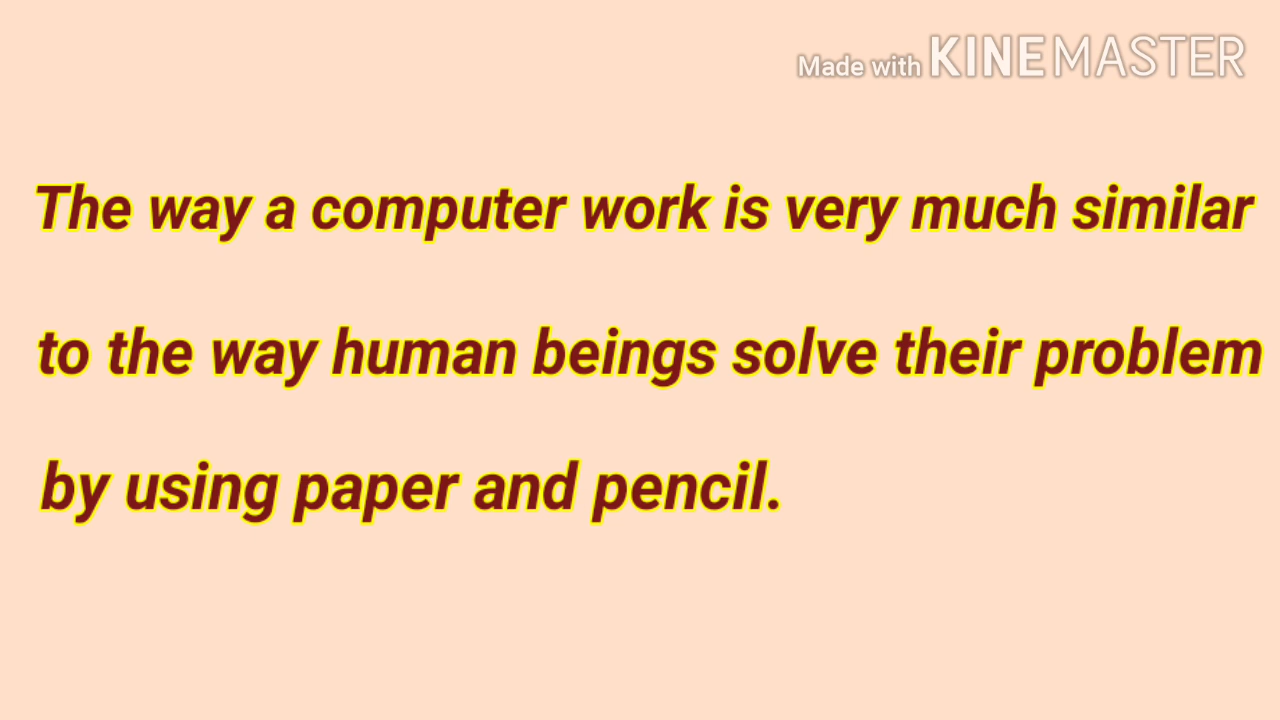 Made with KINEMASTER
The way a computer work is very much similar
to the way human beings solve their problem
by using paper and pencil.